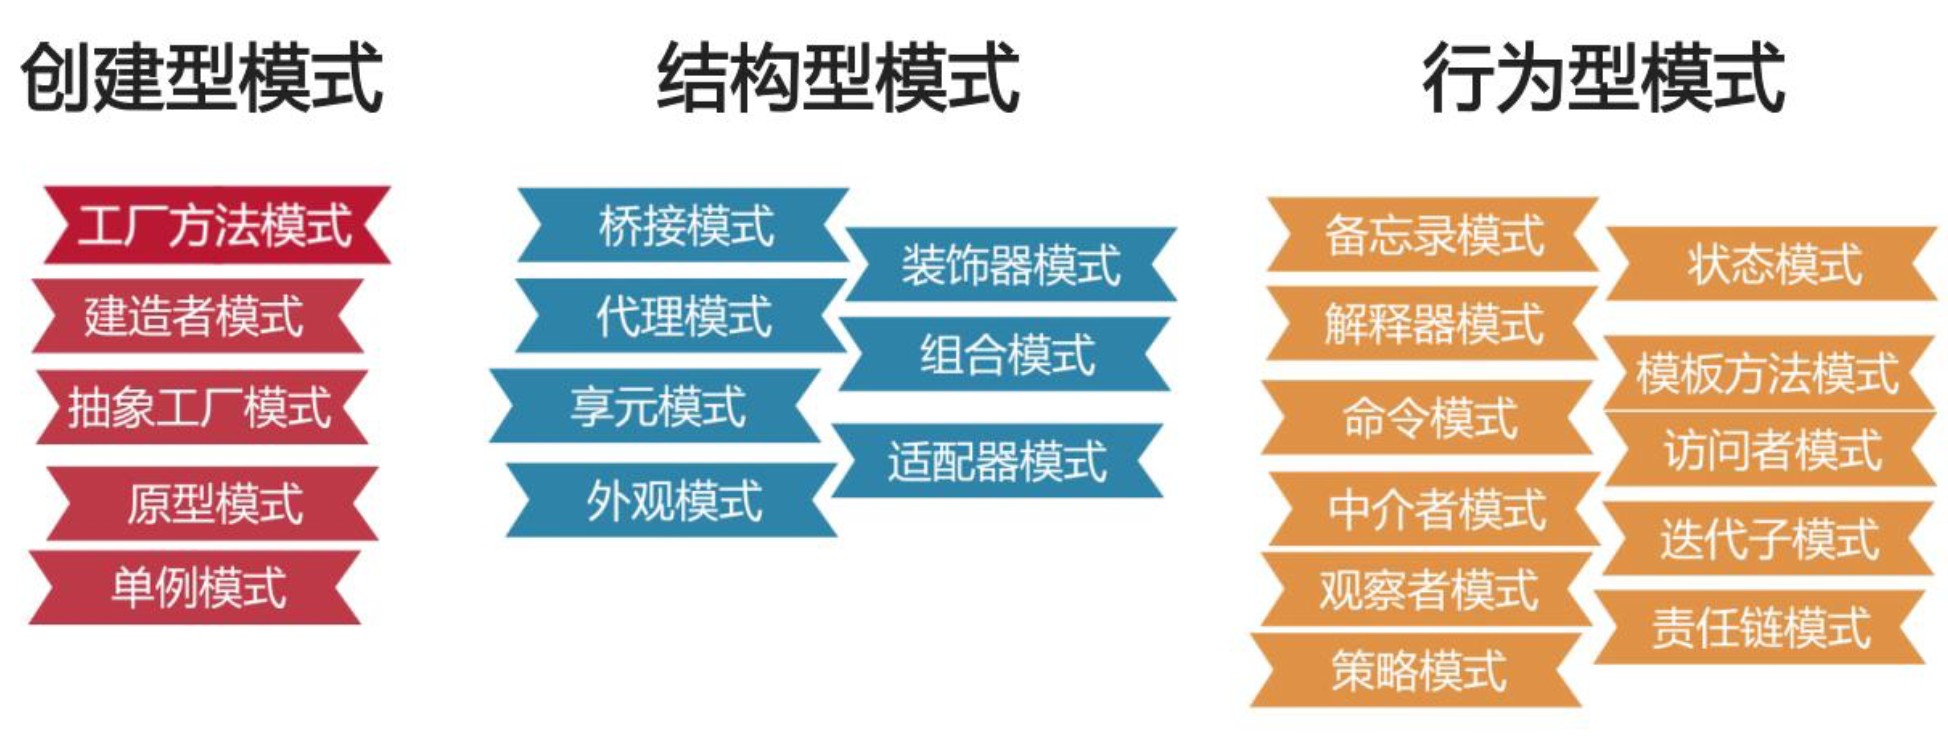 创建型模式
工厂方法模式
建造者模式
抽象工厂模式
原型模式
单例模式
结构型模式
桥接模式
代理模式
享元模式
外观模式
装饰器模式
组合模式
适配器模式
行为型模式
备忘录模式
解释器模式
命令模式
中介者模式
观察者模式
策略模式
状态模式
模板方法模式
访问者模式
迭代子模式
责任链模式